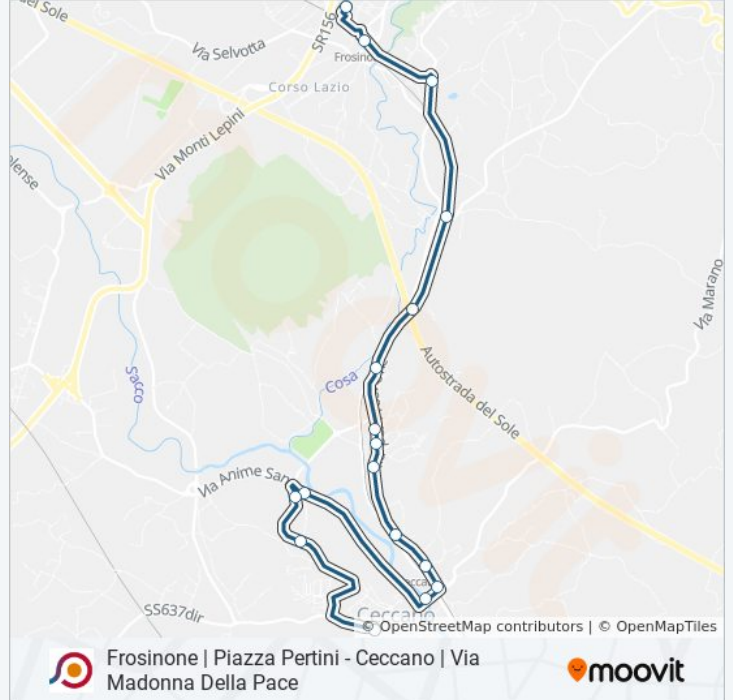 del Sole
SR156
Via Selvotta
Frosino
Corso Lazio
Via Monti Lepini
Via Marano
Sacco
Cosa
Autostrada del Sole
Via Anime San
SS637dir
Ceccano
© OpenStreetMap contributors | © OpenMapTiles
Frosinone | Piazza Pertini - Ceccano | Via
Madonna Della Pace
moovit